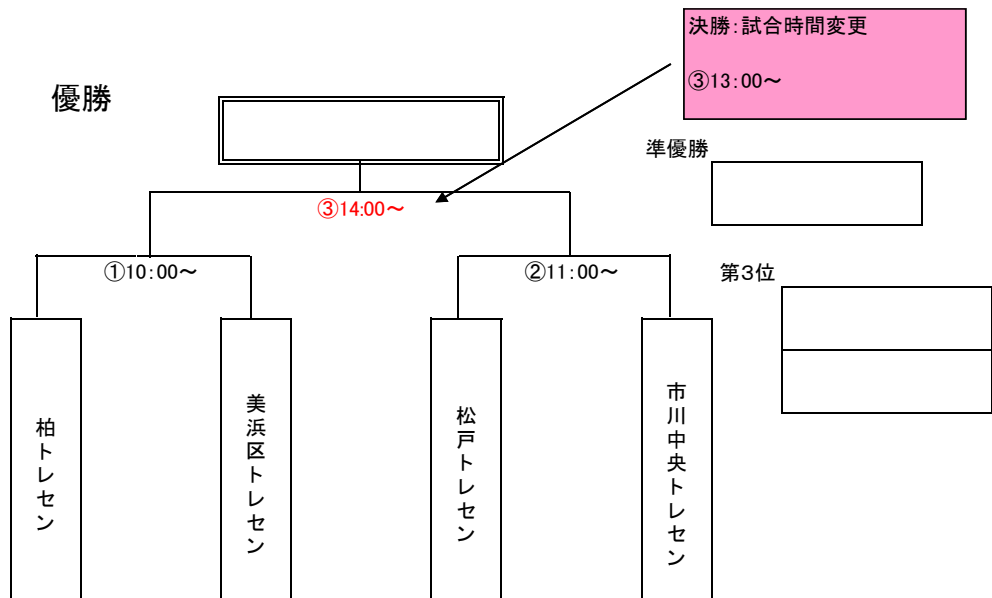 決勝：試合時間変更
③13：00～
優勝
準優勝
③14:00～
①10：00～
②11：00～
第３位
柏トレセン
美浜区トレセン
松戸トレセン
市川中央トレセン